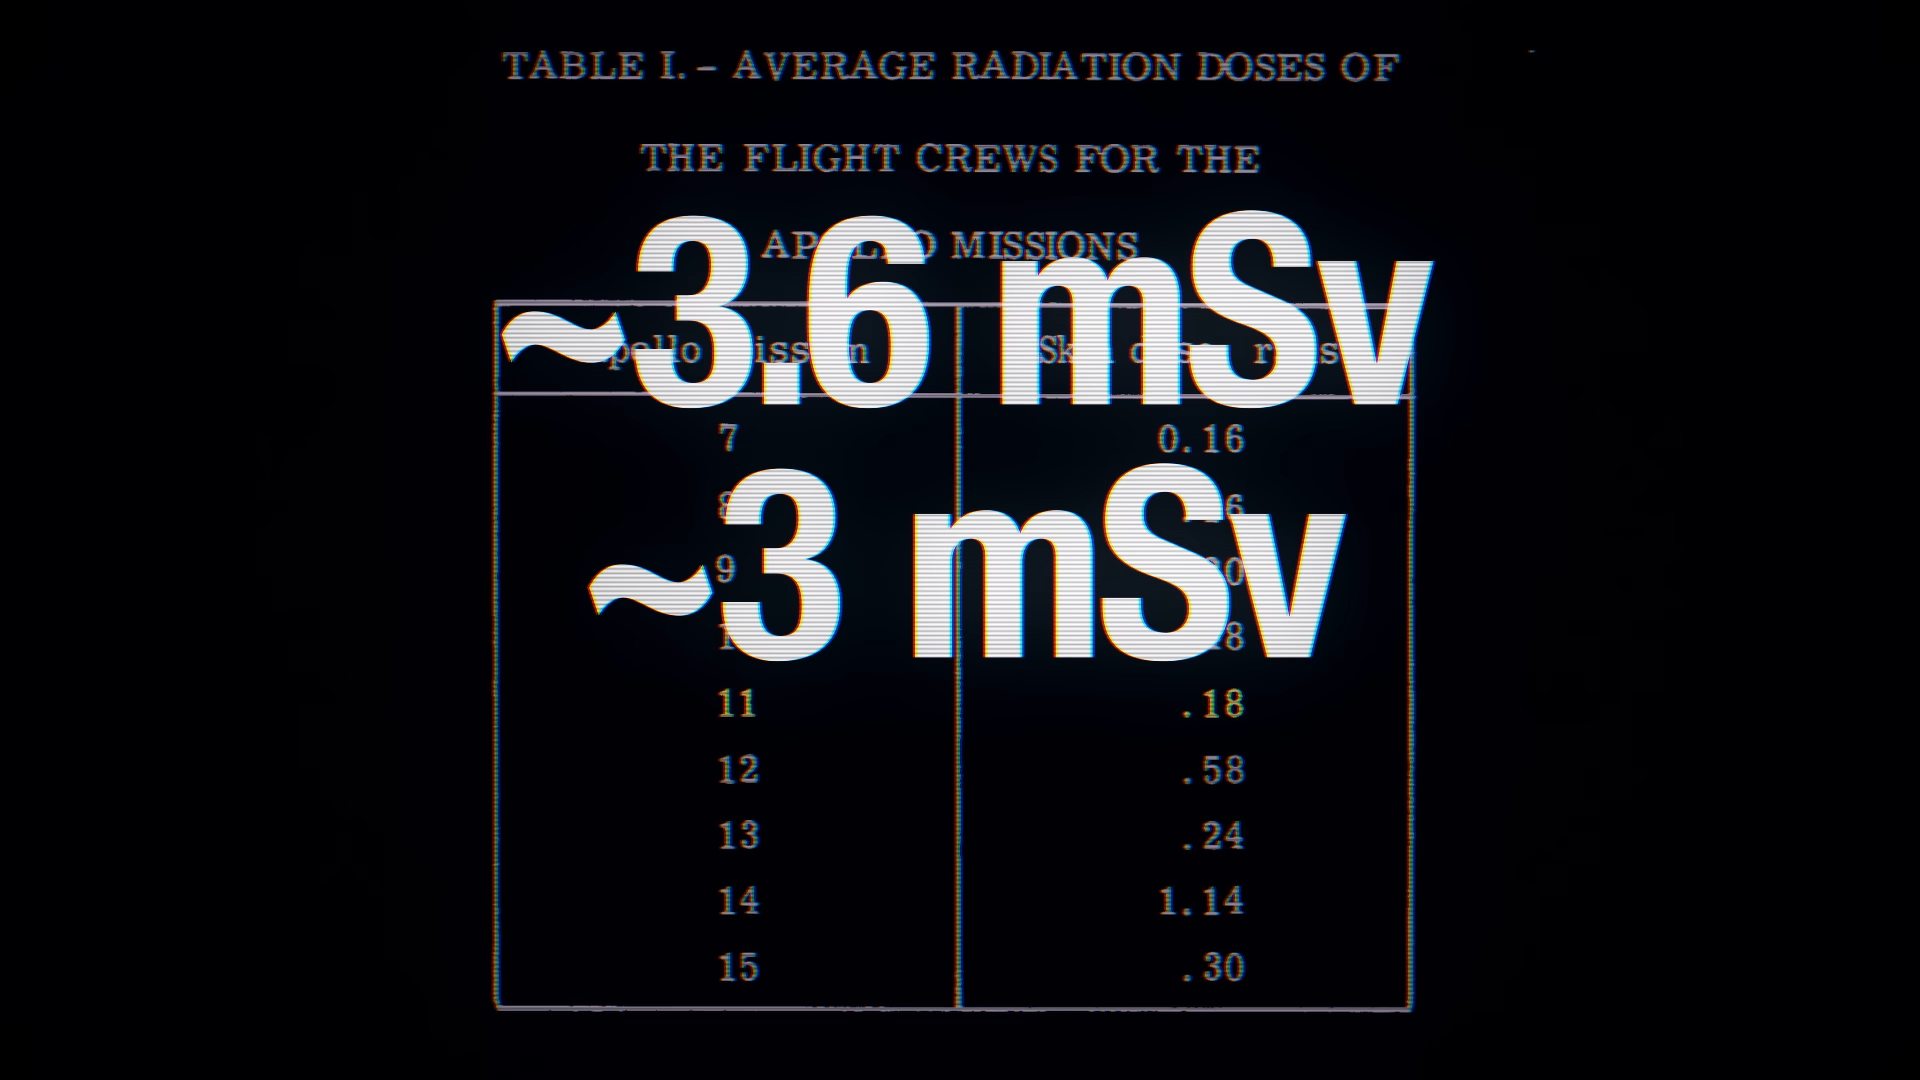 TABLE I. – AVERAGE RADIATION DOSES OF
THE FLIGHT CREWS FOR THE
MISSIONS
~3.6 mSv
7 0.16
~3 mSv
9
11 .18
12 .58
13 .24
14 1.14
15 .30